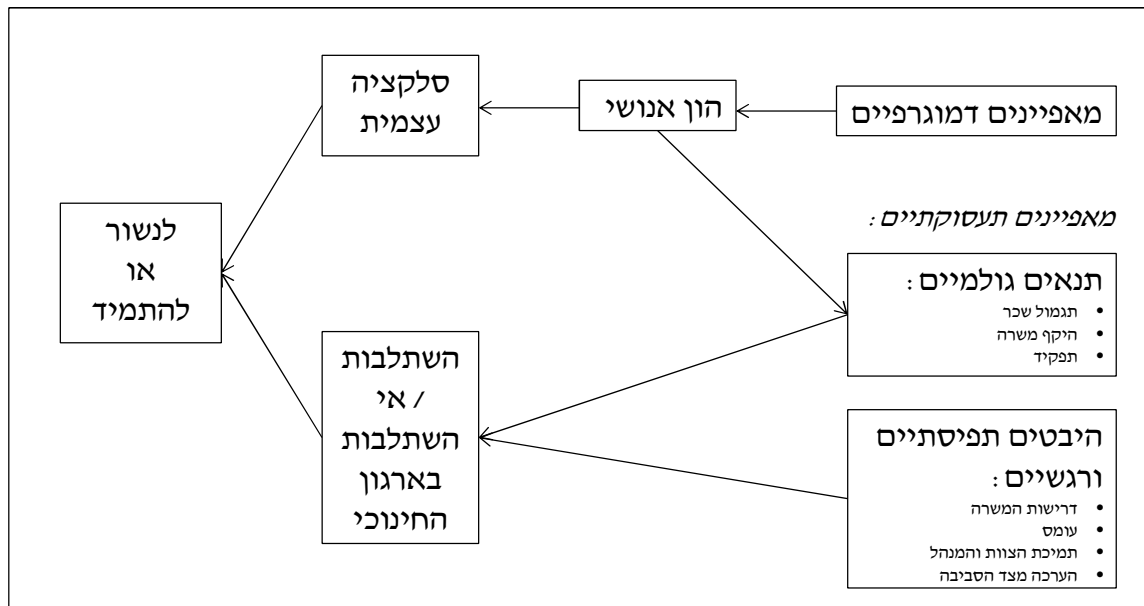 מאפיינים דמוגרפיים
הון אנושי
סלקציה
עצמית
לנשור
או
להתמיד
מאפיינים תעסוקתיים:
תנאים גולמיים:
• תגמול שכר
• היקף משרה
• תפקיד
השתלבות
/ אי
השתלבות
בארגון
החינוכי
היבטים תפיסתיים
ורגשיים:
• דרישות המשרה
• עומס
• תמיכת הצוות והמנהל
• הערכה מצד הסביבה